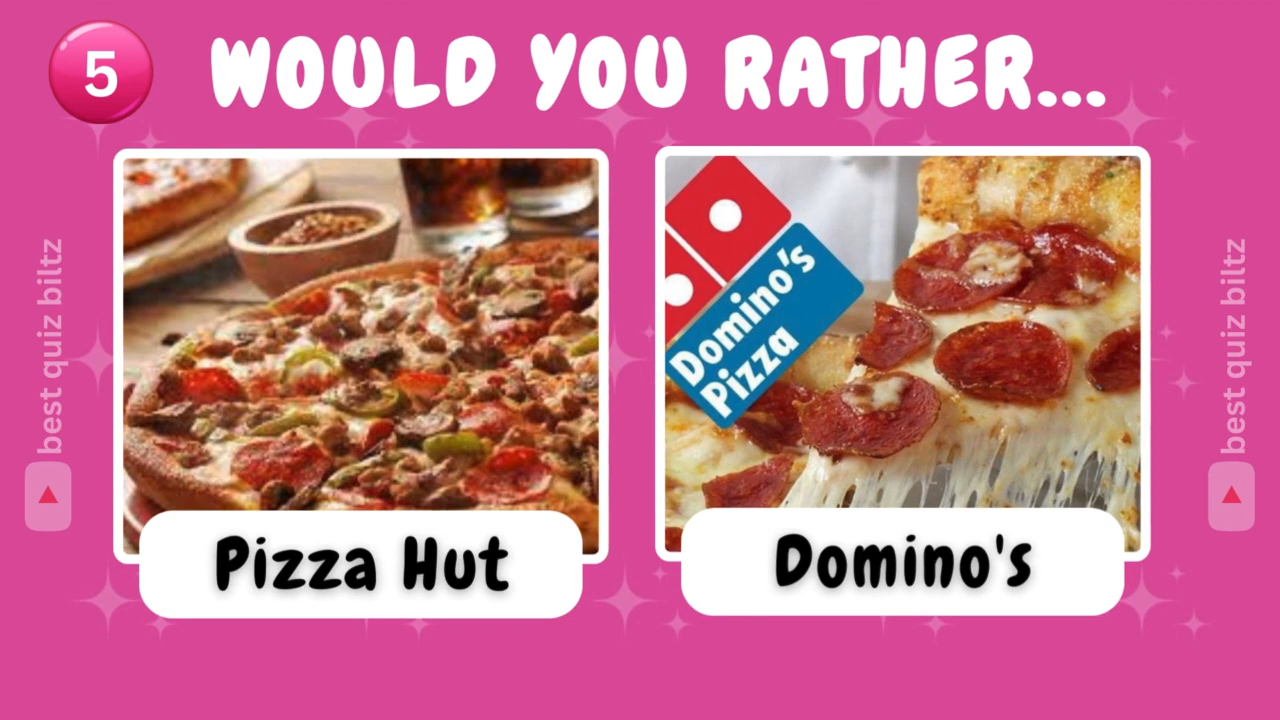 5
WOULD YOU RATHER...
best quiz biltz
Domino's
Pizza
best quiz biltz
Pizza Hut
Domino's